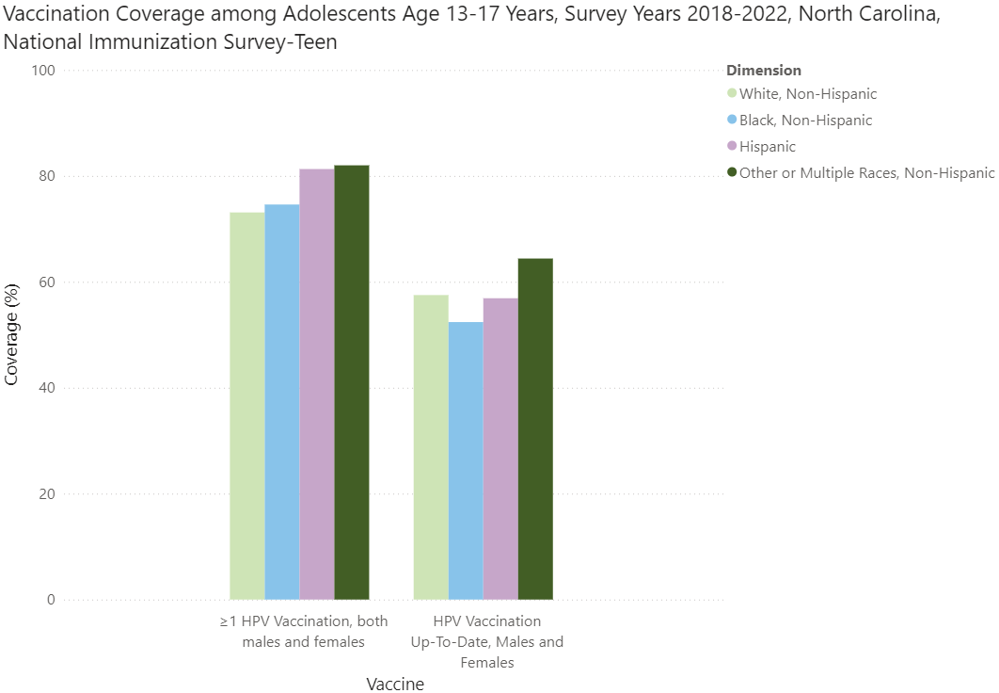 Vaccination Coverage among Adolescents Age 13-17 Years, Survey Years 2018-2022, North Carolina,
National Immunization Survey-Teen
Dimension
White, Non-Hispanic
Black, Non-Hispanic
Hispanic
Other or Multiple Races, Non-Hispanic
Coverage (%)
100
80
60
40
20
0
≥1 HPV Vaccination, both
males and females
HPV Vaccination
Up-To-Date, Males and
Females
Vaccine